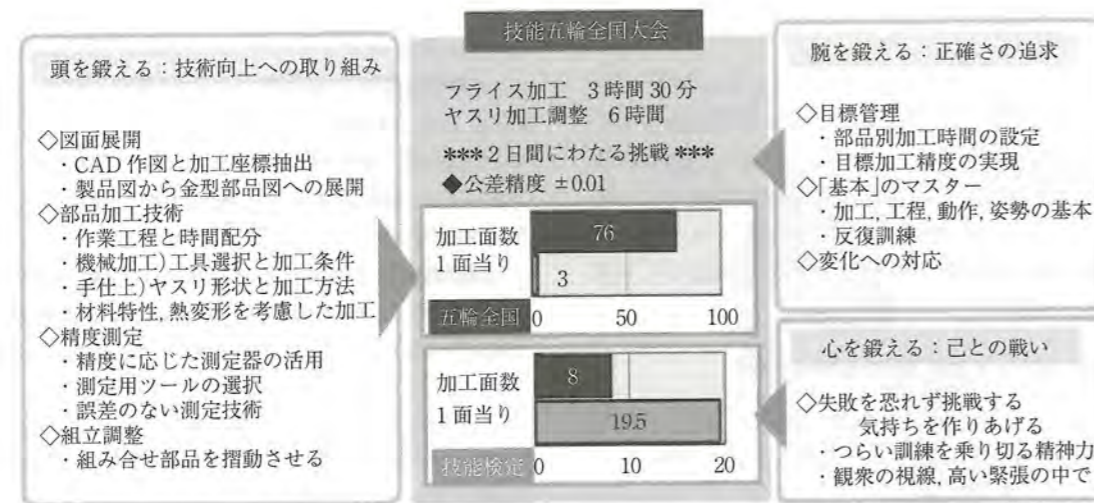 頭を鍛える：技術向上への取り組み
◇図面展開
・CAD 作図と加工座標抽出
・製品図から金型部品図への展開
◇部品加工技術
・作業工程と時間配分
・機械加工）工具選択と加工条件
・手仕上）ヤスリ形状と加工方法
・材料特性, 熱変形を考慮した加工
◇精度測定
・精度に応じた測定器の活用
・測定用ツールの選択
・誤差のない測定技術
◇組立調整
・組み合せ部品を摺動させる
技能五輪全国大会
フライス加工　3 時間 30 分
ヤスリ加工調整　6 時間
*** 2 日間にわたる挑戦 ***
◆公差精度 ±0.01
加工面数 76
1 面当り 3
五輪全国 0 50 100
加工面数 8
1 面当り 19.5
技能検定 0 10 20
腕を鍛える：正確さの追求
◇目標管理
・部品別加工時間の設定
・目標加工精度の実現
◇｢基本｣のマスター
・加工, 工程, 動作, 姿勢の基本
・反復訓練
◇変化への対応
心を鍛える：己との戦い
◇失敗を恐れず挑戦する
気持ちを作りあげる
・つらい訓練を乗り切る精神力
・観衆の視線, 高い緊張の中で